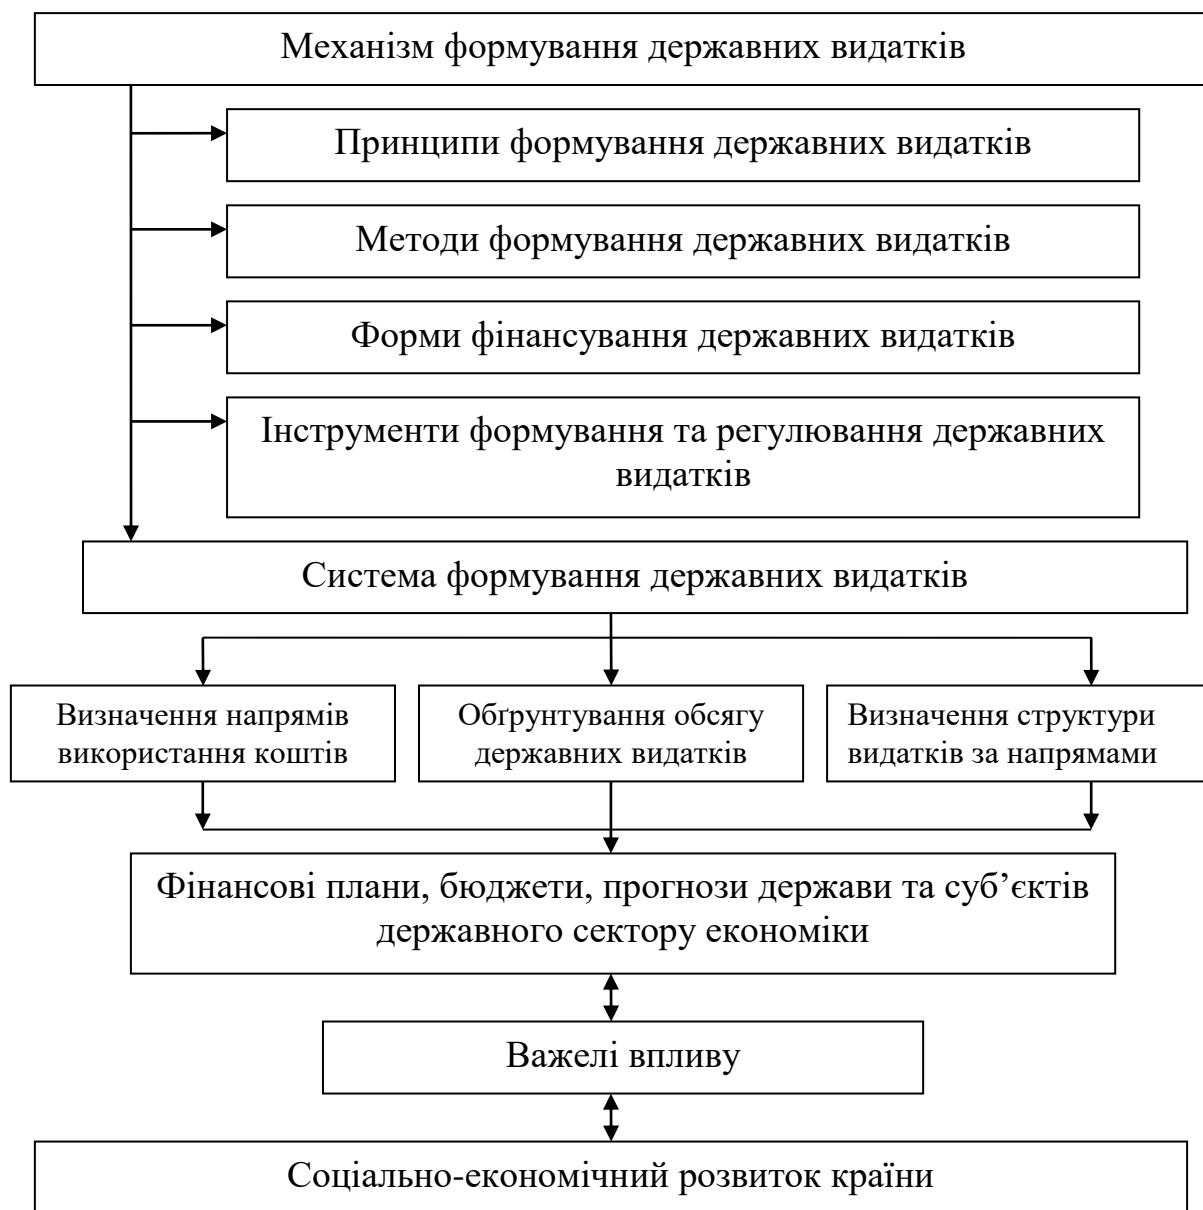 Механізм формування державних видатків
Принципи формування державних видатків
Методи формування державних видатків
Форми фінансування державних видатків
Інструменти формування та регулювання державних
видатків
Система формування державних видатків
Визначення напрямів
використання коштів
Обґрунтування обсягу
державних видатків
Визначення структури
видатків за напрямами
Фінансові плани, бюджети, прогнози держави та суб’єктів
державного сектору економіки
Важелі впливу
Соціально-економічний розвиток країни